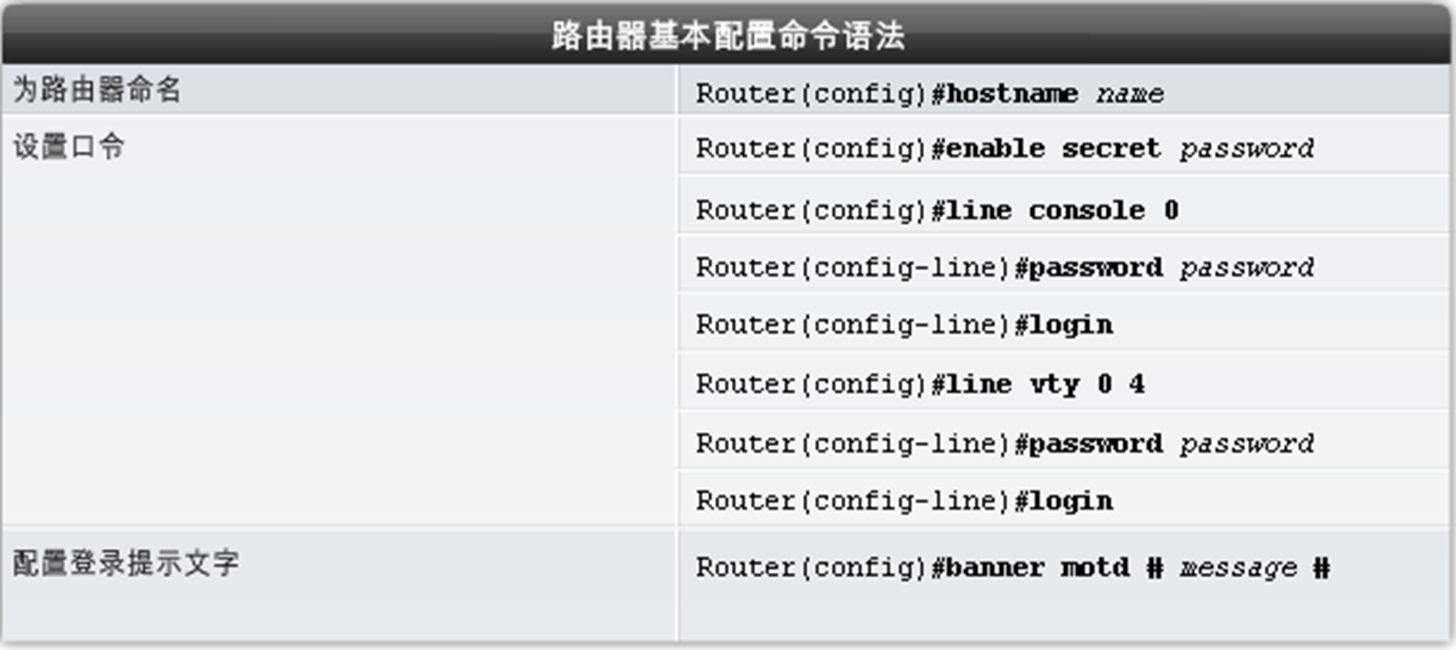 路由器基本配置命令语法
为路由器命名
Router(config)#hostname name
设置口令
Router(config)#enable secret password
Router(config)#line console 0
Router(config-line)#password password
Router(config-line)#login
Router(config)#line vty 0 4
Router(config-line)#password password
Router(config-line)#login
配置登录提示文字
Router(config)#banner motd # message #